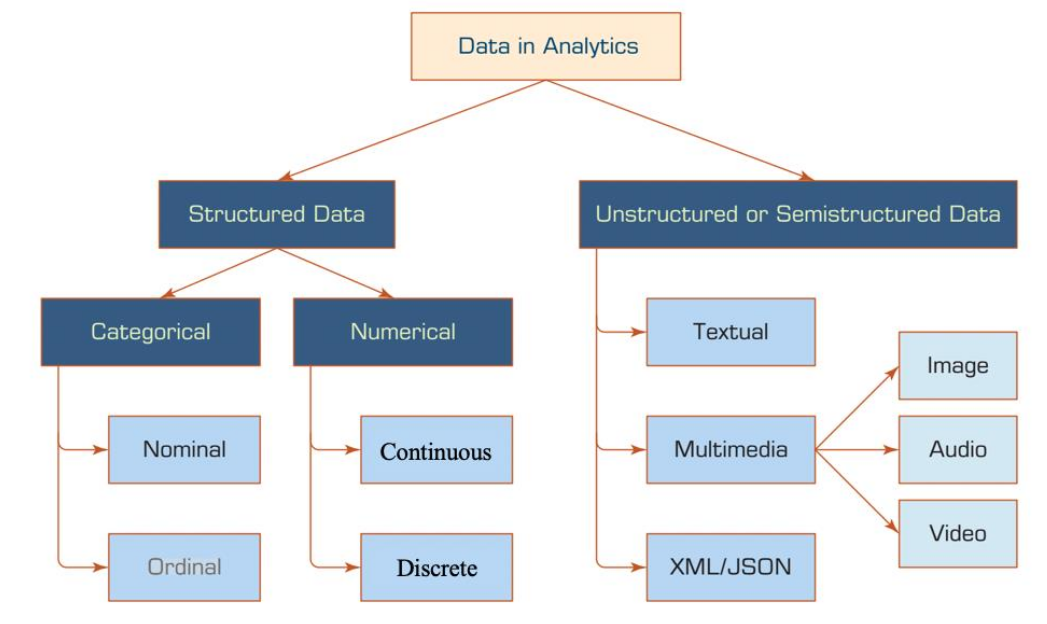 Data in Analytics
Structured Data
Unstructured or Semistructured Data
Categorical
Numerical
Textual
Image
Nominal
Continuous
Multimedia
Audio
Video
Ordinal
Discrete
XML/JSON